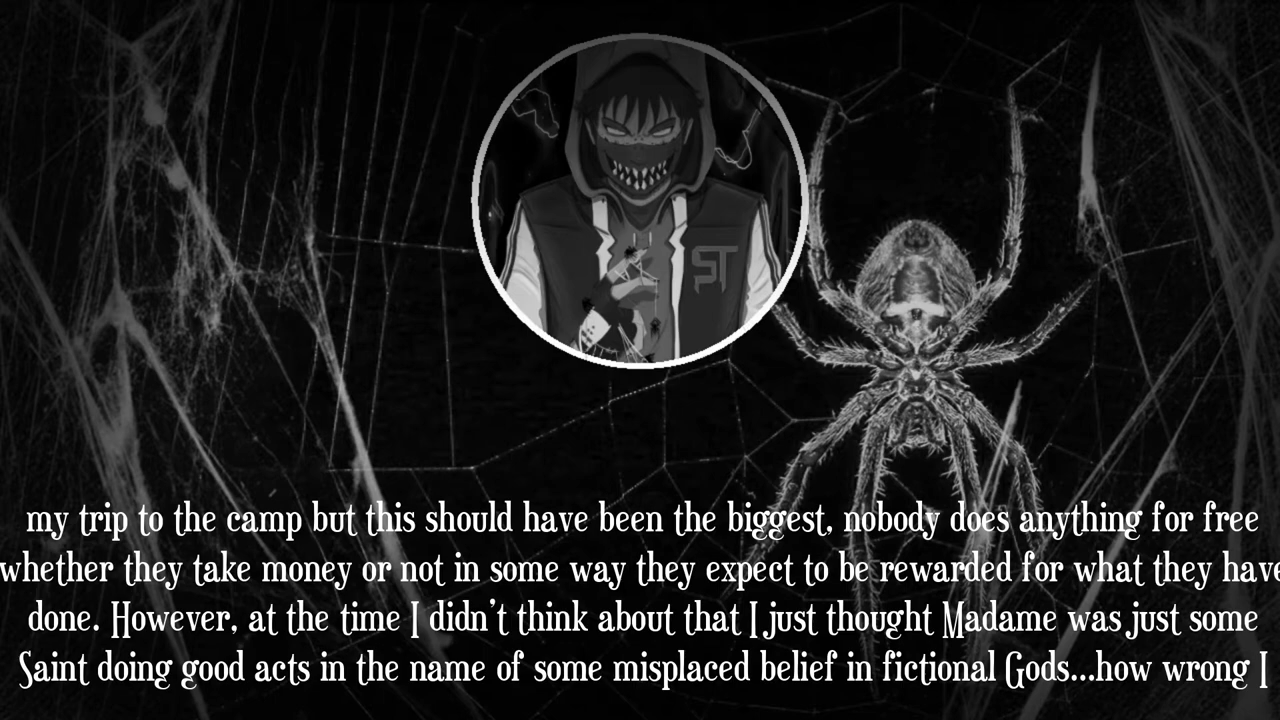 ST
my trip to the camp but this should have been the biggest, nobody does anything for free
whether they take money or not in some way they expect to be rewarded for what they have
done. However, at the time I didn't think about that I just thought Madame was just some
Saint doing good acts in the name of some misplaced belief in fictional Gods...how wrong I